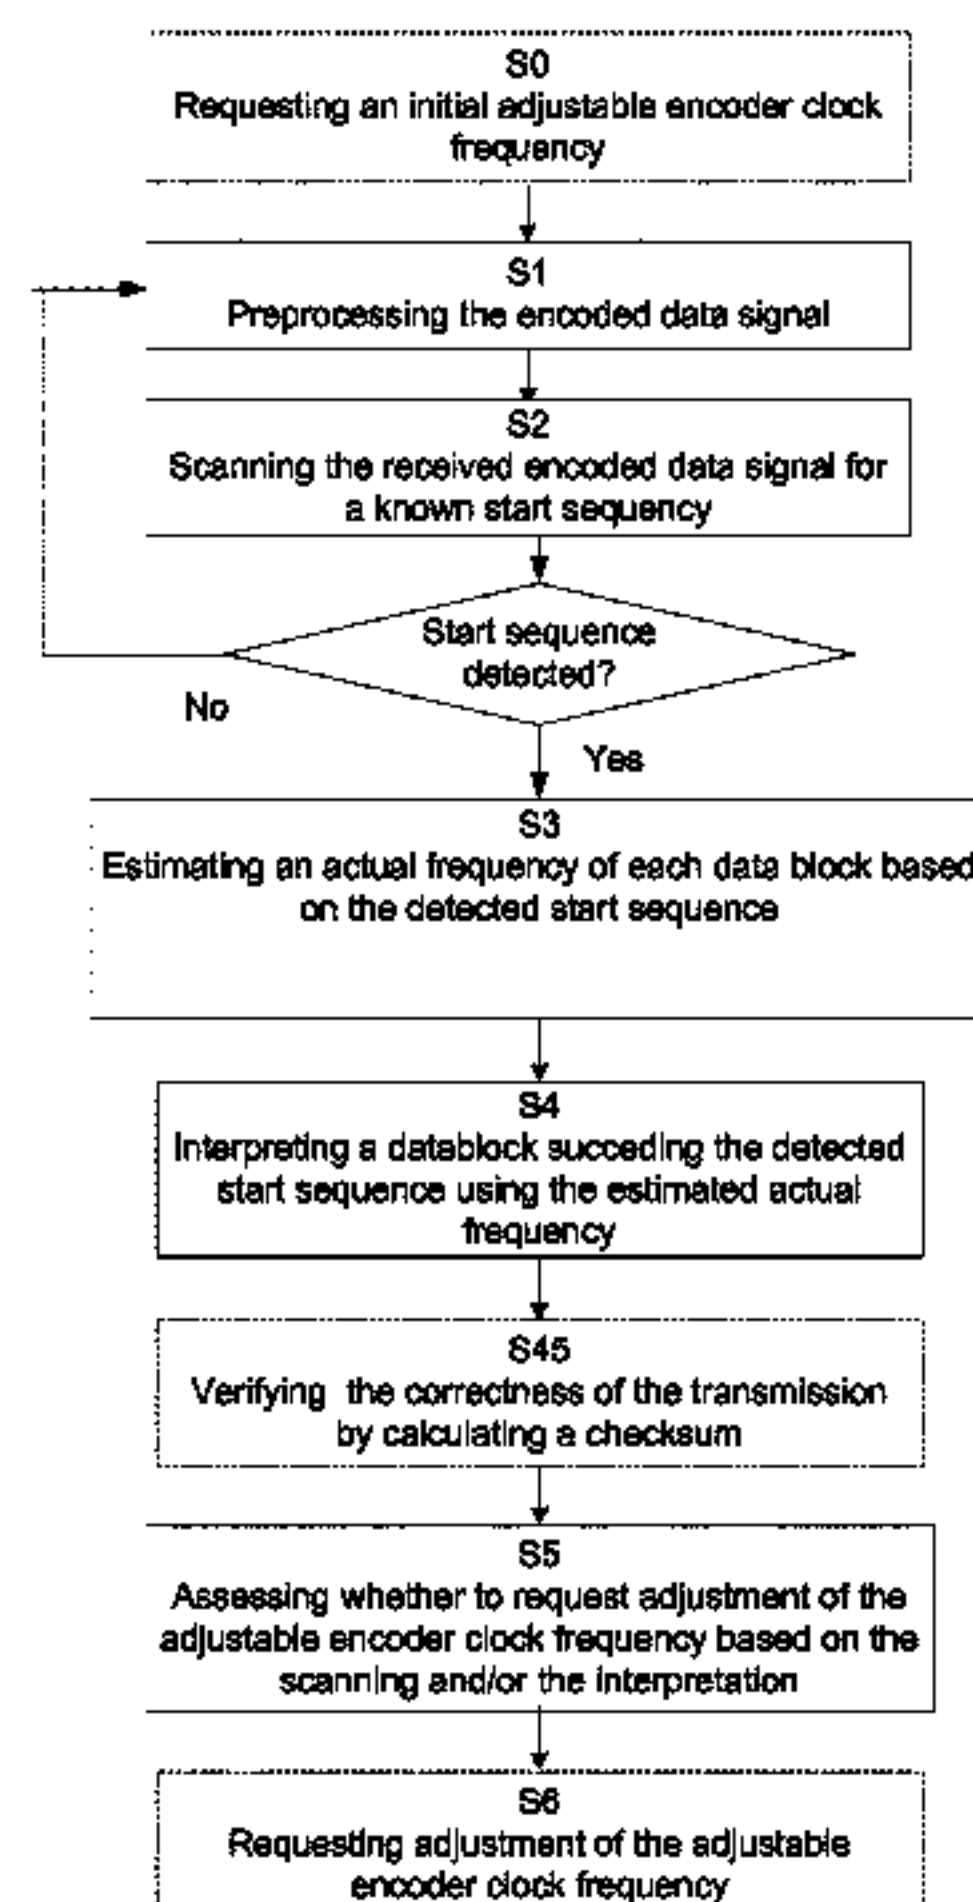 S0
Requesting an initial adjustable encoder clock
frequency
S1
Preprocessing the encoded data signal
S2
Scanning the received encoded data signal for
a known start sequency
Start sequence
detected?
No
Yes
S3
Estimating an actual frequency of each data block based
on the detected start sequence
S4
Interpreting a datablock succeding the detected
start sequence using the estimated actual
frequency
S45
Verifying the correctness of the transmission
by calculating a checksum
S5
Assessing whether to request adjustment of the
adjustable encoder clock frequency based on the
scanning and/or the interpretation
S6
Requesting adjustment of the adjustable
encoder clock frequency